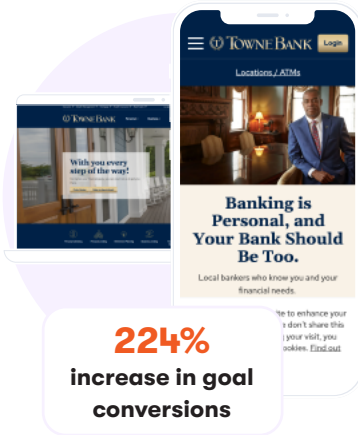 TOWNEBANK
Login
Locations / ATMs
TOWNEBANK
With you every
step of the way!
Banking is
Personal, and
Your Bank Should
Be Too.
Local bankers who know you and your
financial needs.
ite to enhance your
don't share this
your visit, you
ookies. Find out
224%
increase in goal
conversions